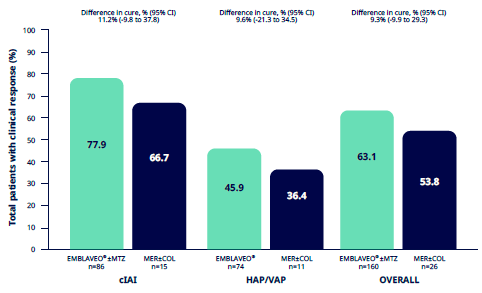 Difference in cure, % (95% CI)
11.2% (-9.8 to 37.8)
Difference in cure, % (95% CI)
9.6% (-21.3 to 34.5)
Difference in cure, % (95% CI)
9.3% (-9.9 to 29.3)
Total patients with clinical response (%)
100
90
80
70
60
50
40
30
20
10
0
77.9
66.7
45.9
36.4
63.1
53.8
EMBLAVEO®±MTZ
n=86
MER±COL
n=15
EMBLAVEO®
n=74
MER±COL
n=11
EMBLAVEO®±MTZ
n=160
MER±COL
n=26
cIAI
HAP/VAP
OVERALL